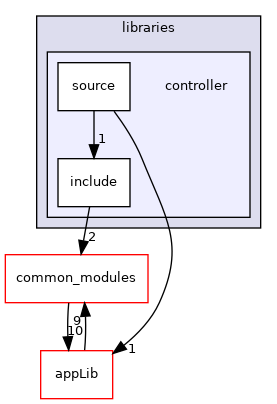 libraries
source
controller
1
include
2
common_modules
9
10
1
appLib